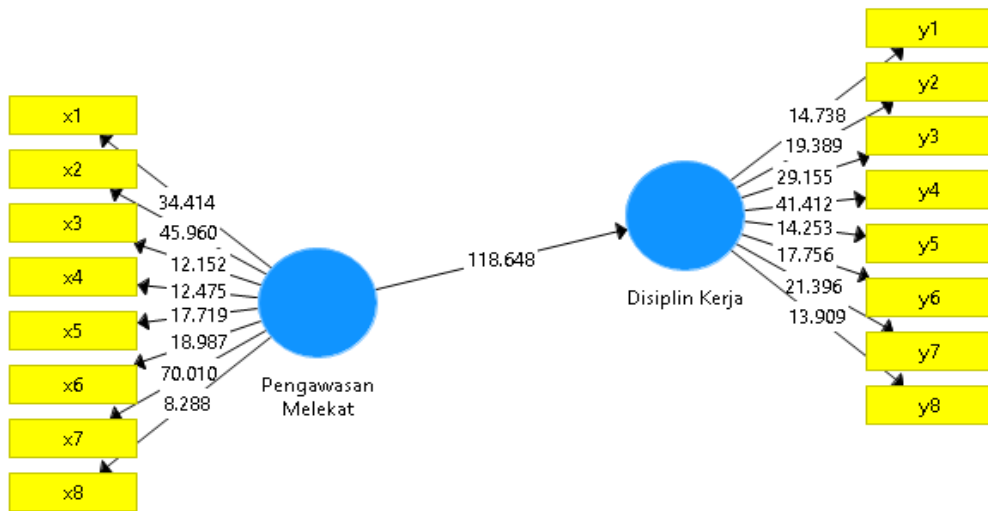 x1
x2
x3
x4
x5
x6
x7
x8
34.414
45.960
12.152
12.475
17.719
18.987
70.010
8.288
Pengawasan
Melekat
118.648
Disiplin Kerja
14.738
19.389
29.155
41.412
14.253
17.756
21.396
13.909
y1
y2
y3
y4
y5
y6
y7
y8